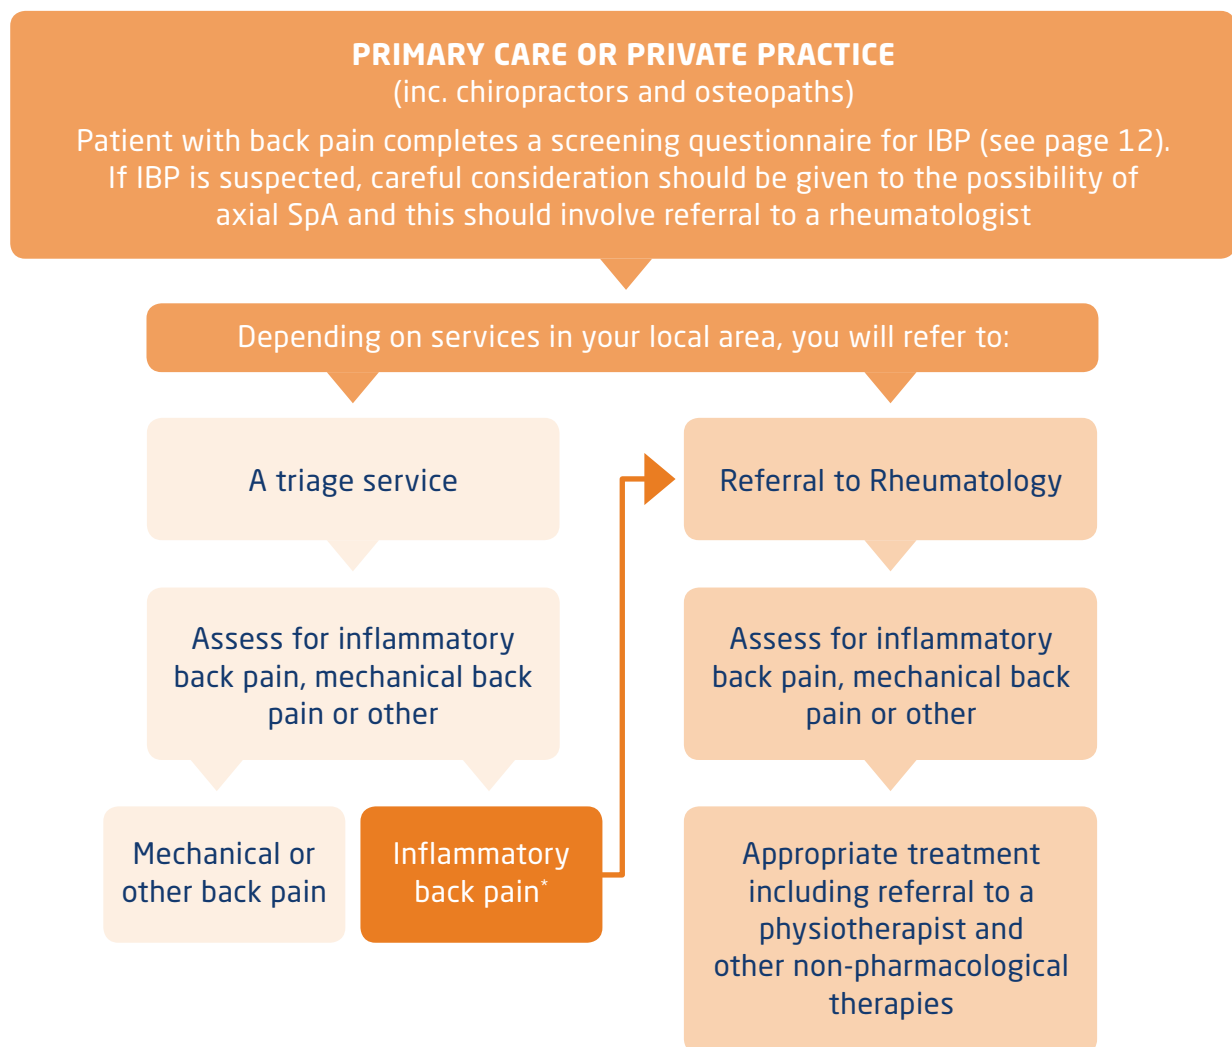 PRIMARY CARE OR PRIVATE PRACTICE
(inc. chiropractors and osteopaths)
Patient with back pain completes a screening questionnaire for IBP (see page 12).
If IBP is suspected, careful consideration should be given to the possibility of
axial SpA and this should involve referral to a rheumatologist
Depending on services in your local area, you will refer to:
A triage service
Assess for inflammatory
back pain, mechanical back
pain or other
Mechanical or
other back pain
Inflammatory
back pain*
Referral to Rheumatology
Assess for inflammatory
back pain, mechanical back
pain or other
Appropriate treatment
including referral to a
physiotherapist and
other non-pharmacological
therapies